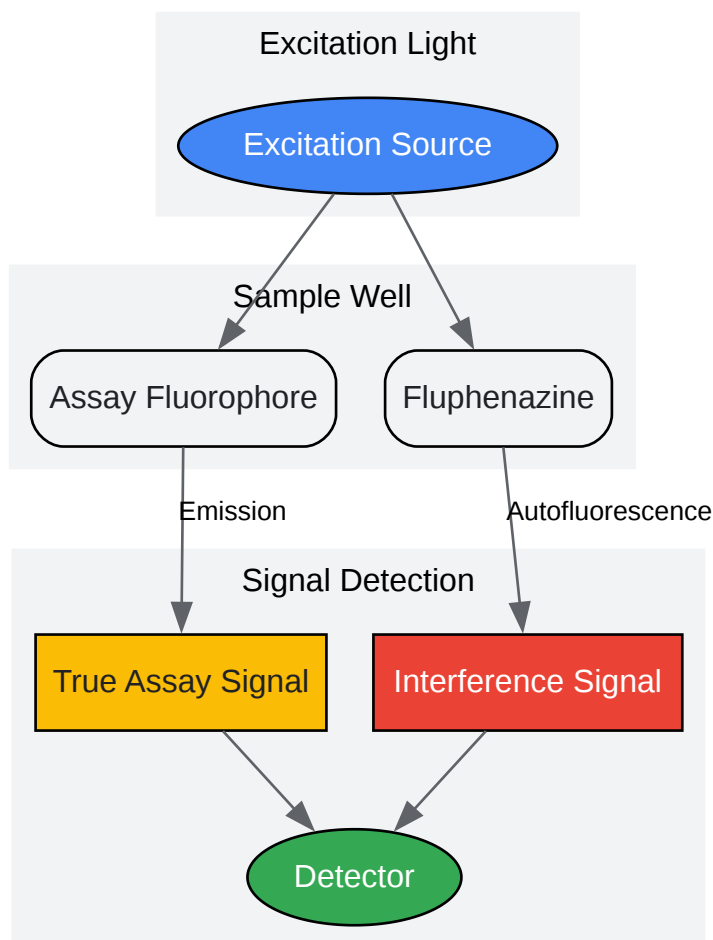 Excitation Light
Excitation Source
Sample Well
Assay Fluorophore
Fluphenazine
Emission
Autofluorescence
Signal Detection
True Assay Signal
Interference Signal
Detector